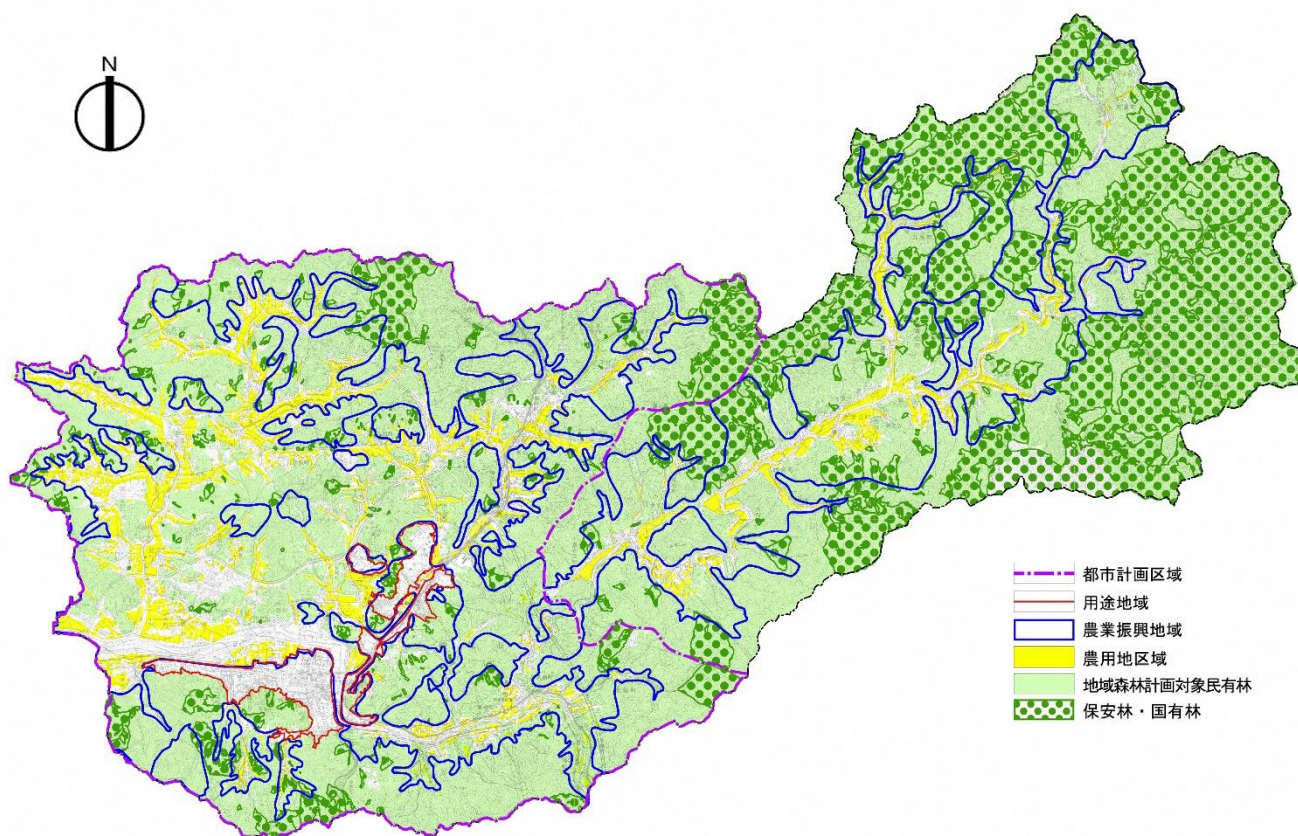 N
都市計画区域
用途地域
農業振興地域
農用地区域
地域森林計画対象民有林
保安林・国有林